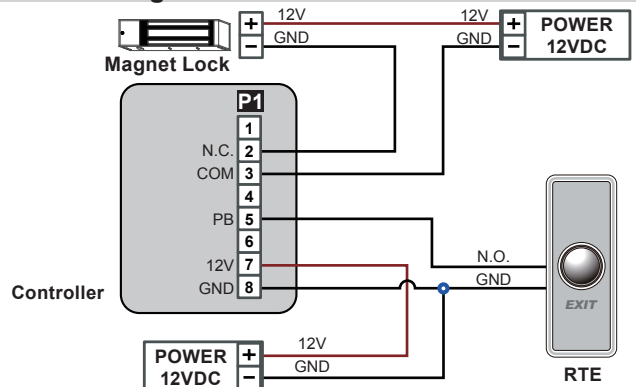 12V 12V
+ + POWER
GND GND
− − 12VDC
Magnet Lock
P1
1
N.C. 2
COM 3
4
PB 5
6
N.O.
12V 7
GND
GND 8
EXIT
Controller
12V
POWER +
GND
12VDC −
RTE